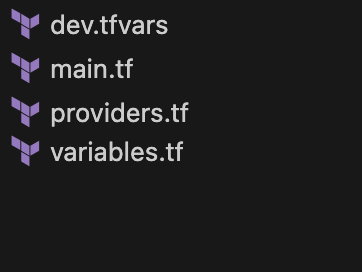 dev.tfvars
main.tf
providers.tf
variables.tf